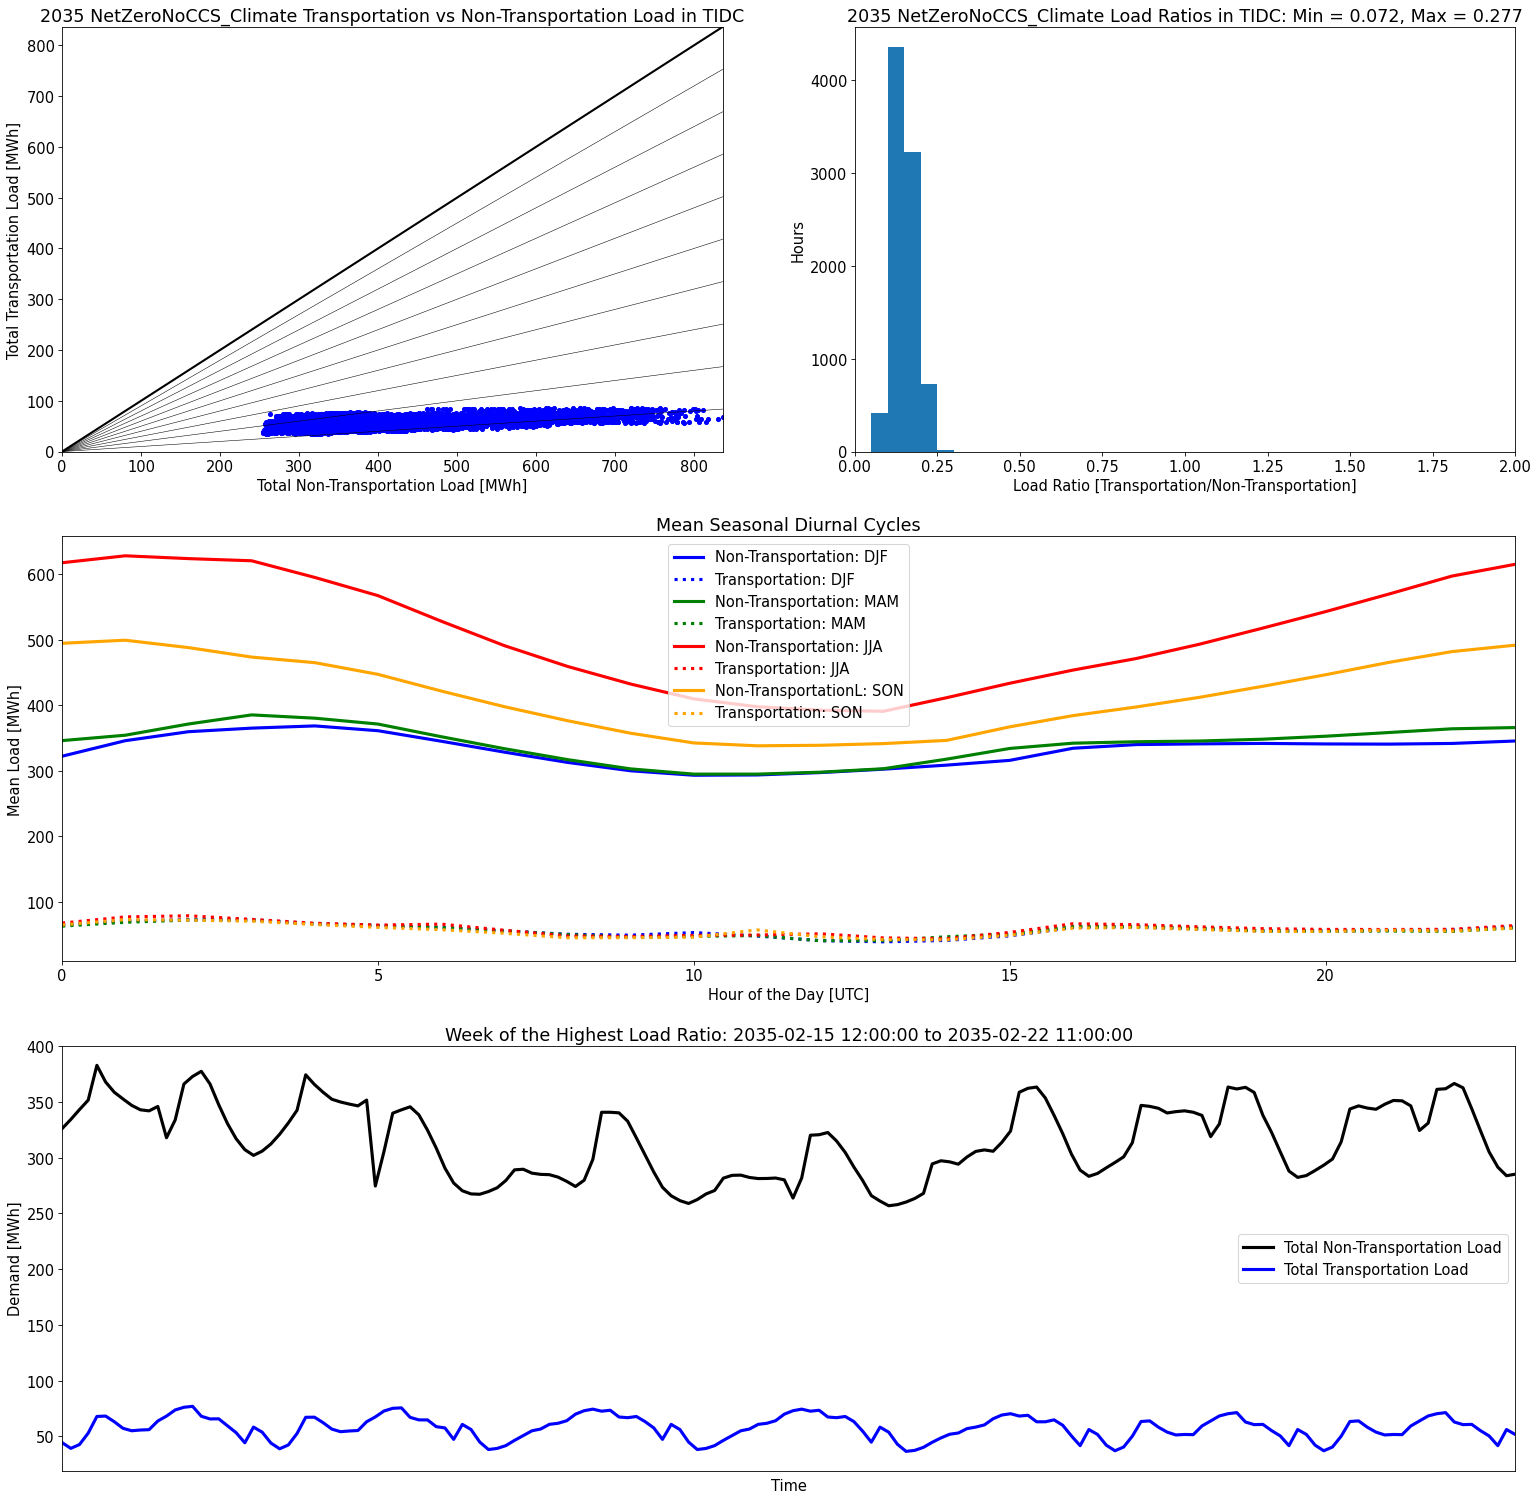 2035 NetZeroNoCCS_Climate Transportation vs Non-Transportation Load in TIDC
800
700
600
500
400
300
200
100
0
Total Transportation Load [MWh]
0 100 200 300 400 500 600 700 800
Total Non-Transportation Load [MWh]
2035 NetZeroNoCCS_Climate Load Ratios in TIDC: Min = 0.072, Max = 0.277
4000
3000
2000
1000
0
Hours
0.00 0.25 0.50 0.75 1.00 1.25 1.50 1.75 2.00
Load Ratio [Transportation/Non-Transportation]
Mean Seasonal Diurnal Cycles
600
500
400
300
200
100
Mean Load [MWh]
Non-Transportation: DJF
Transportation: DJF
Non-Transportation: MAM
Transportation: MAM
Non-Transportation: JJA
Transportation: JJA
Non-TransportationL: SON
Transportation: SON
0 5 10 15 20
Hour of the Day [UTC]
Week of the Highest Load Ratio: 2035-02-15 12:00:00 to 2035-02-22 11:00:00
400
350
300
250
200
150
100
50
Demand [MWh]
Total Non-Transportation Load
Total Transportation Load
Time